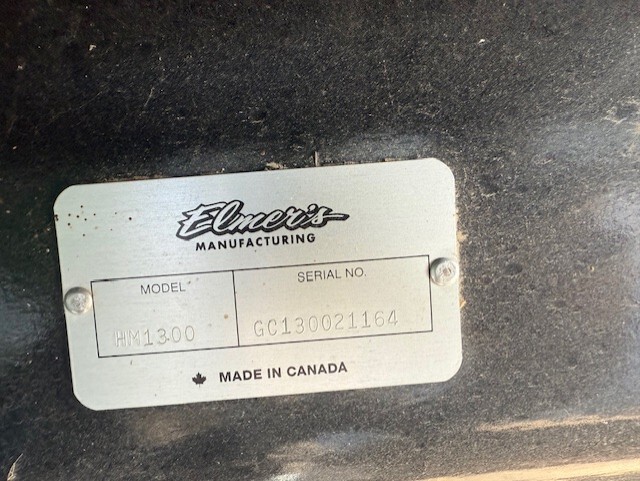 Elmer's
MANUFACTURING
MODEL
SERIAL NO.
HM1300
GC130021164
MADE IN CANADA